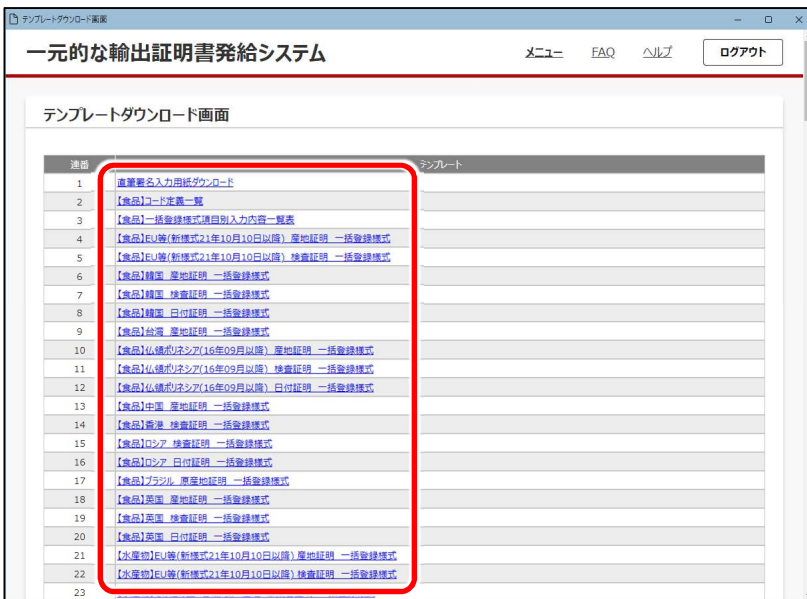 テンプレートダウンロード画面
一元的な輸出証明書発給システム
メニュー FAQ ヘルプ ログアウト
テンプレートダウンロード画面
連番 テンプレート
1 直筆署名入力用紙ダウンロード
2 【食品】コード定義一覧
3 【食品】一括登録様式項目別入力内容一覧表
4 【食品】EU等(新様式21年10月10日以降) 産地証明 一括登録様式
5 【食品】EU等(新様式21年10月10日以降) 検査証明 一括登録様式
6 【食品】韓国 産地証明 一括登録様式
7 【食品】韓国 検査証明 一括登録様式
8 【食品】韓国 日付証明 一括登録様式
9 【食品】台湾 産地証明 一括登録様式
10 【食品】仏領ポリネシア(16年09月以降) 産地証明 一括登録様式
11 【食品】仏領ポリネシア(16年09月以降) 検査証明 一括登録様式
12 【食品】仏領ポリネシア(16年09月以降) 日付証明 一括登録様式
13 【食品】中国 産地証明 一括登録様式
14 【食品】香港 検査証明 一括登録様式
15 【食品】ロシア 検査証明 一括登録様式
16 【食品】ロシア 日付証明 一括登録様式
17 【食品】ブラジル 原産地証明 一括登録様式
18 【食品】英国 産地証明 一括登録様式
19 【食品】英国 検査証明 一括登録様式
20 【食品】英国 日付証明 一括登録様式
21 【水産物】EU等(新様式21年10月10日以降) 産地証明 一括登録様式
22 【水産物】EU等(新様式21年10月10日以降) 検査証明 一括登録様式
23